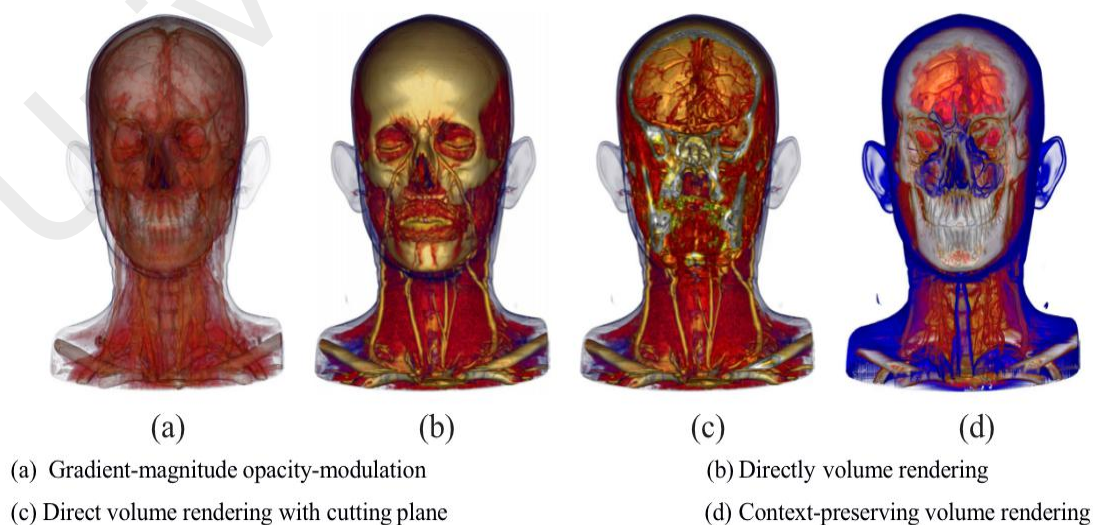 (a) (b) (c) (d)
(a) Gradient-magnitude opacity-modulation (b) Directly volume rendering
(c) Direct volume rendering with cutting plane (d) Context-preserving volume rendering